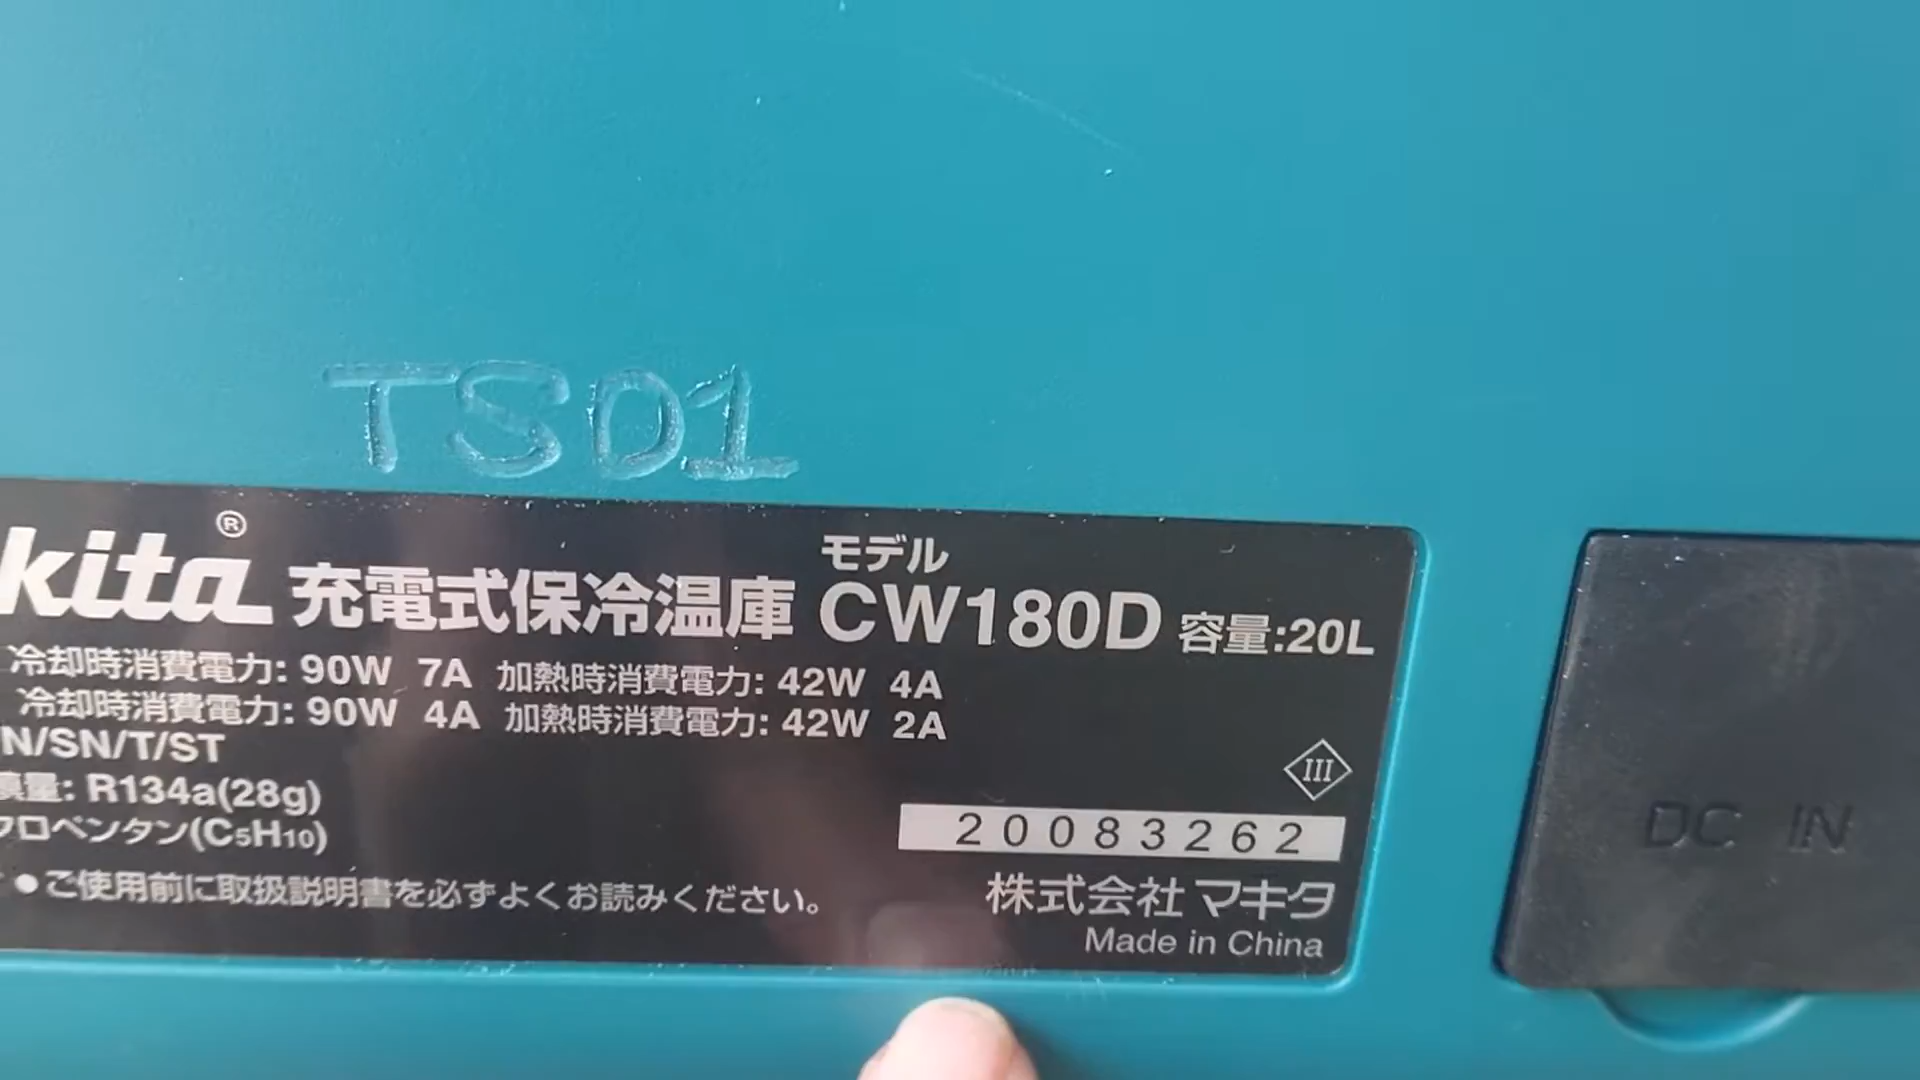 TS01
kita® 充電式保冷温庫 モデル CW180D 容量:20L
冷却時消費電力: 90W 7A 加熱時消費電力: 42W 4A
冷却時消費電力: 90W 4A 加熱時消費電力: 42W 2A
N/SN/T/ST
量: R134a(28g)
クロペンタン(C5H10)
III
20083262
●ご使用前に取扱説明書を必ずよくお読みください。
株式会社マキタ
Made in China
DC IN